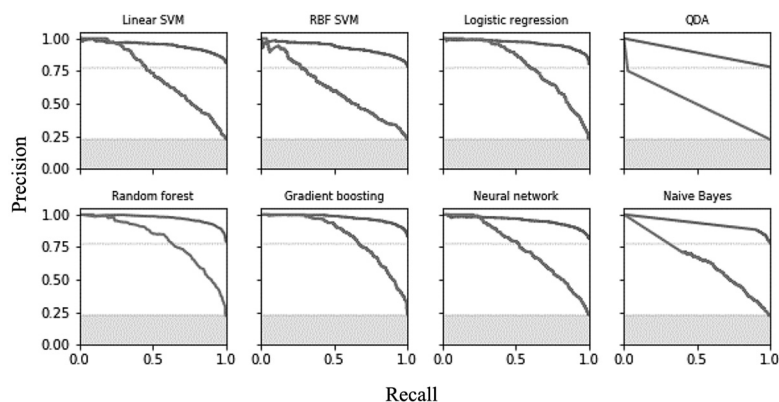 Linear SVM RBF SVM Logistic regression QDA
1.00
0.75
0.50
0.25
0.00
Precision
Random forest Gradient boosting Neural network Naive Bayes
1.00
0.75
0.50
0.25
0.00
0.0 0.5 1.0 0.0 0.5 1.0 0.0 0.5 1.0 0.0 0.5 1.0
Recall